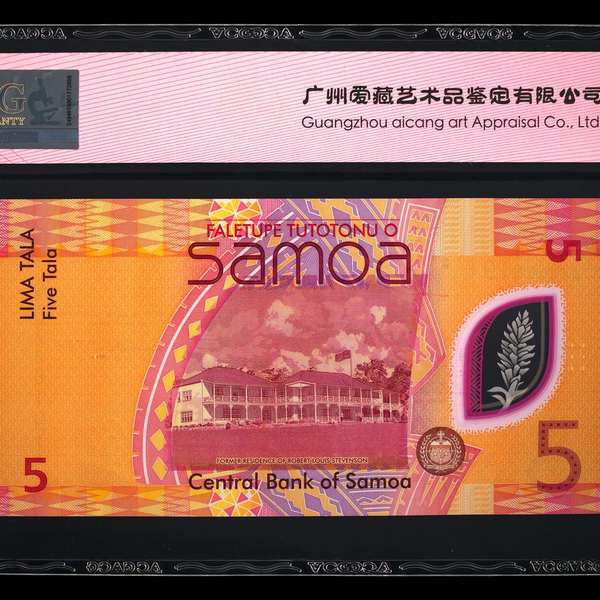 G
ANTY
广州爱藏艺术品鉴定有限公司
Guangzhou aicang art Appraisal Co., Ltd
LIMA TALA
Five Tala
FALETUPE TUTOTONU O
samoa
5
FORMER RESIDENCE OF ROBERT LOUIS STEVENSON
5
5
Central Bank of Samoa